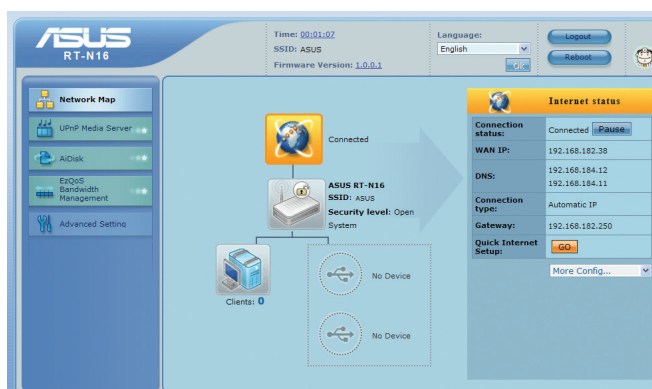 ASUS
RT-N16
Time: 00:01:07
SSID: ASUS
Firmware Version: 1.0.0.1
Language:
English
OK
Logout
Reboot
Network Map
UPnP Media Server
AiDisk
EzQoS
Bandwidth
Management
Advanced Setting
Connected
ASUS RT-N16
SSID: ASUS
Security level: Open
System
Clients: 0
No Device
No Device
Internet status
Connection
status:
Connected Pause
WAN IP: 192.168.182.38
DNS:
192.168.184.12
192.168.184.11
Connection
type:
Automatic IP
Gateway: 192.168.182.250
Quick Internet
Setup:
GO
More Config...